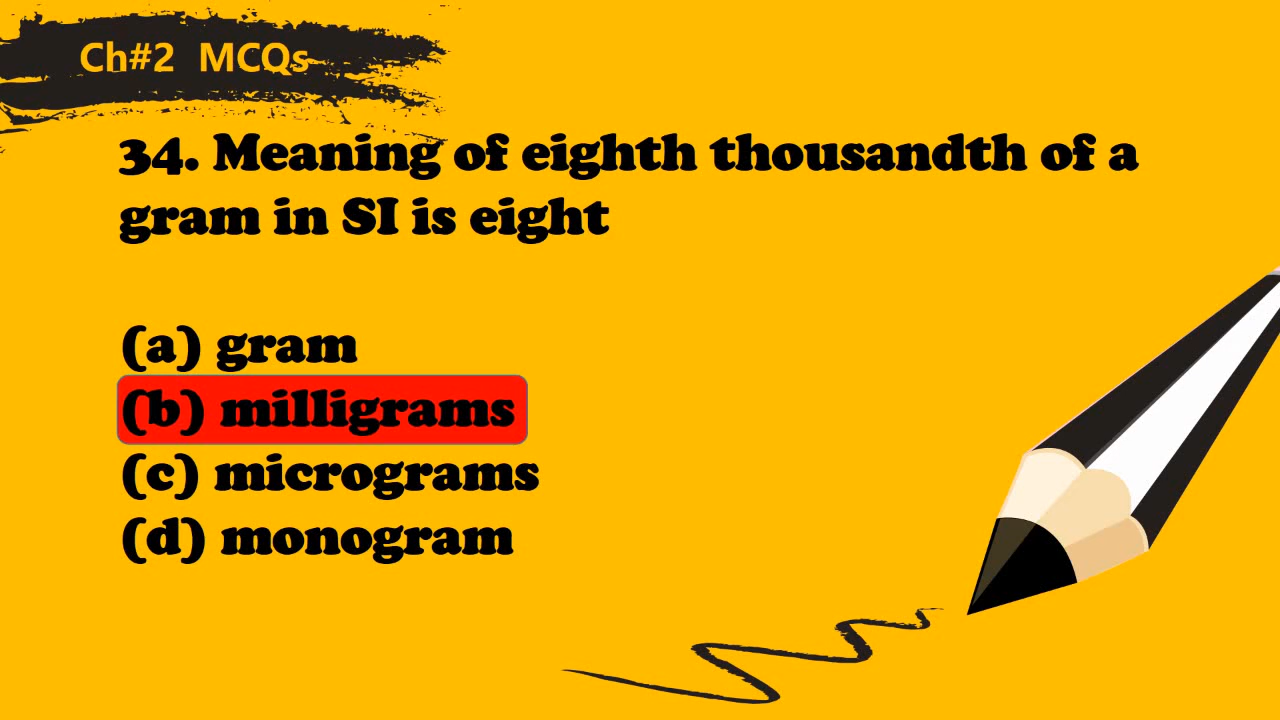 Ch#2 MCQs
34. Meaning of eighth thousandth of a
gram in SI is eight
(a) gram
(b) milligrams
(c) micrograms
(d) monogram